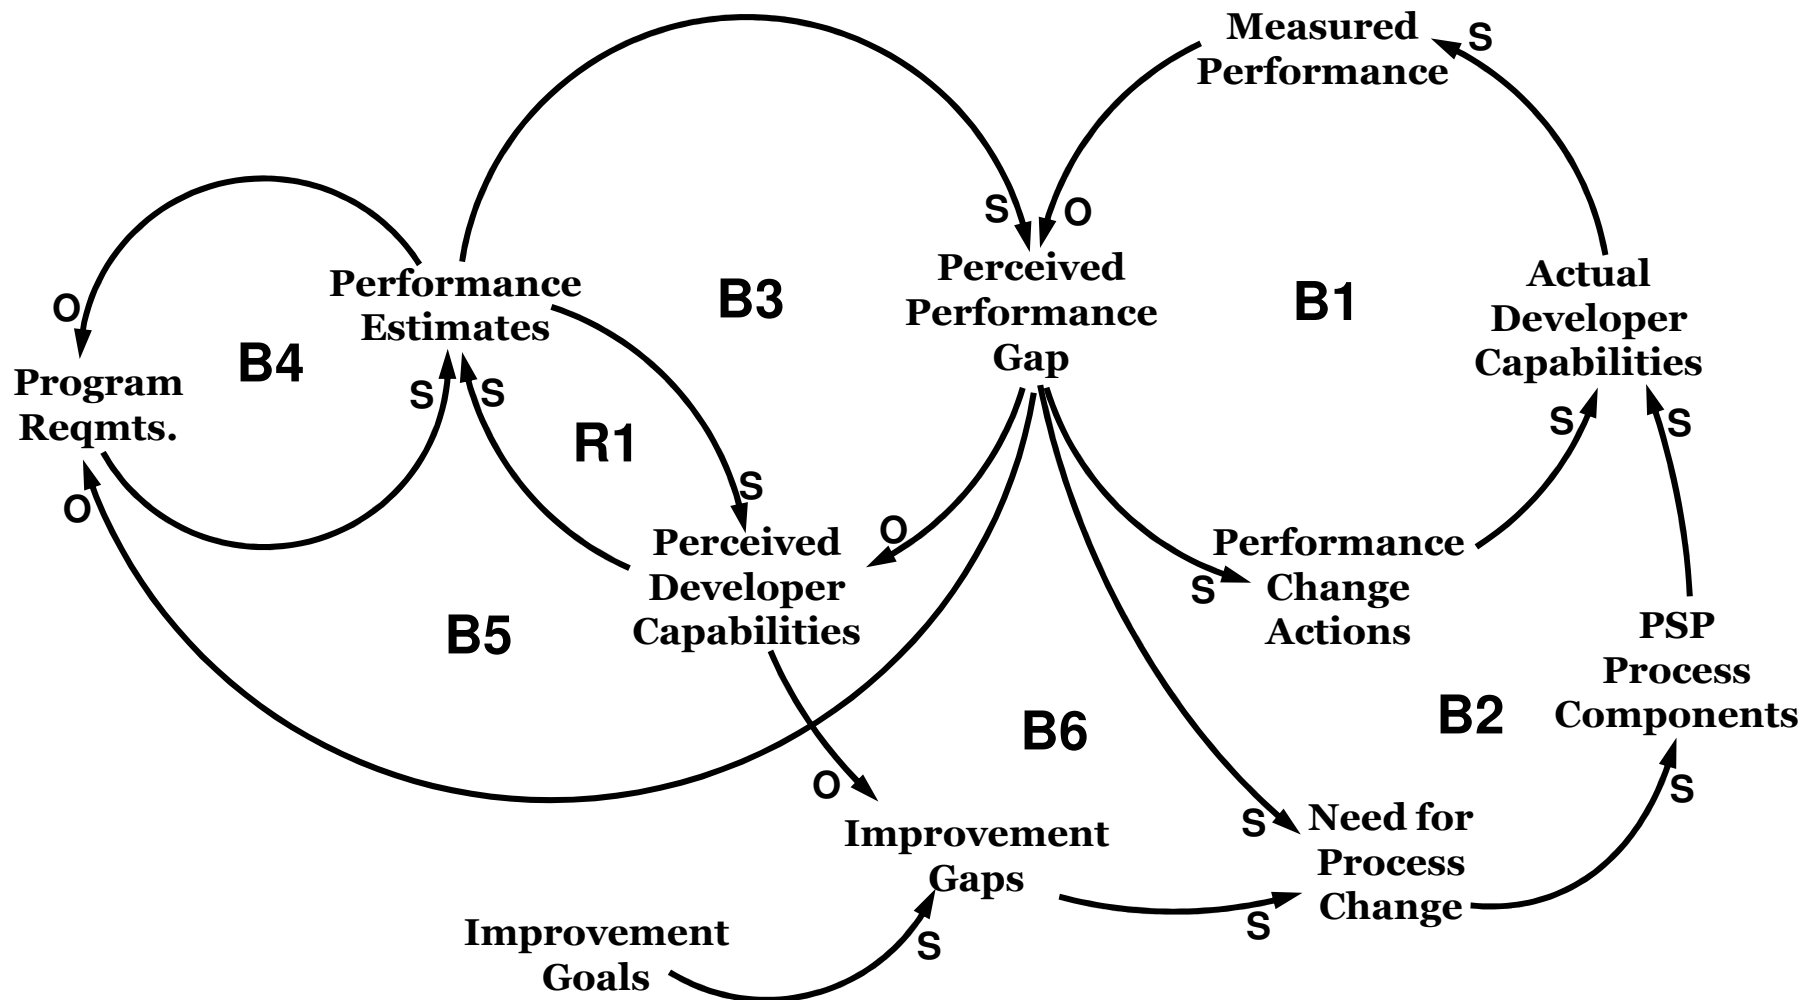 Measured
Performance
S
S
O
Perceived
Performance
Gap
Actual
Developer
Capabilities
Performance
Estimates
B3
B1
O
B4
Program
Reqmts.
S
S
R1
S
S
O
S
O
Perceived
Developer
Capabilities
Performance
Change
Actions
S
B5
PSP
Process
Components
B6
B2
O
S
S
Improvement
Gaps
Need for
Process
Change
S
S
Improvement
Goals